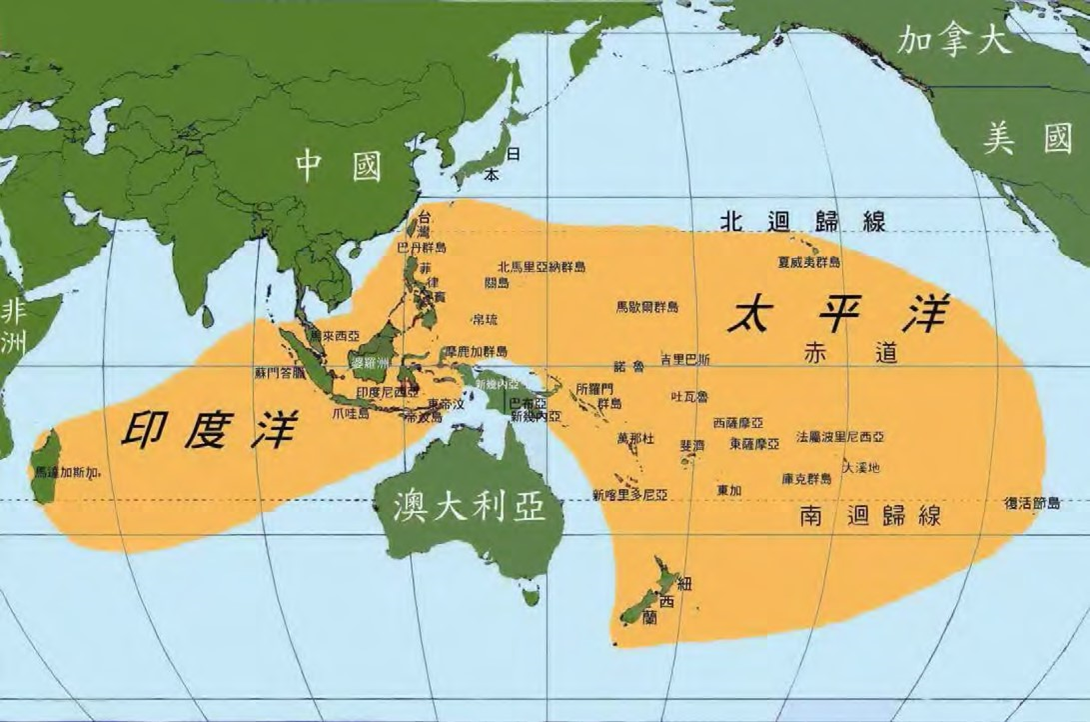 加拿大
美國
中國
日本
台灣
北迴歸線
巴丹群島
菲律賓
北馬里亞納群島
夏威夷群島
關島
非洲
馬歇爾群島
太平洋
帛琉
馬來西亞
摩鹿加群島
赤道
婆羅洲
吉里巴斯
諾魯
蘇門答臘
新幾內亞
印度尼西亞
所羅門群島
吐瓦魯
東帝汶
巴布亞
新幾內亞
爪哇島
帝汶島
西薩摩亞
印度洋
萬那杜
斐濟
東薩摩亞
法屬波里尼西亞
馬達加斯加
大溪地
庫克群島
東加
新喀里多尼亞
澳大利亞
復活節島
南迴歸線
紐西蘭